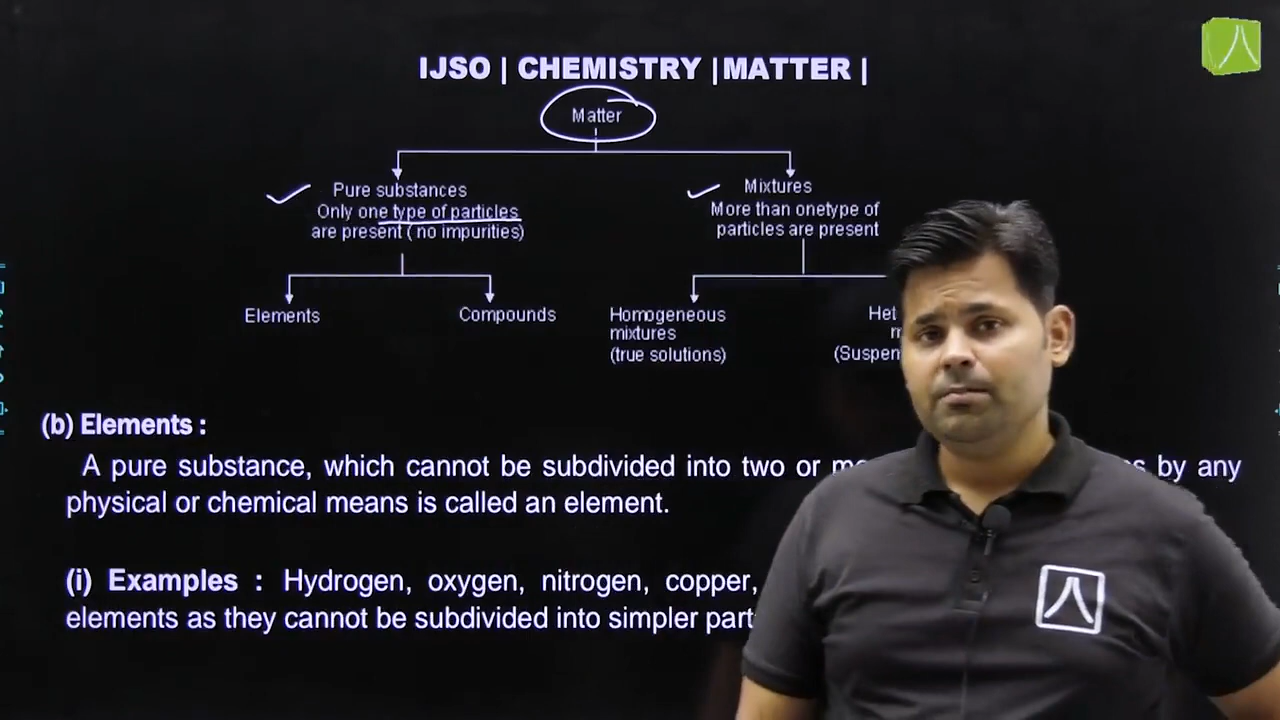 IJSO | CHEMISTRY |MATTER |
Matter
Pure substances
Only one type of particles
are present ( no impurities)
Mixtures
More than onetype of
particles are present
Elements
Compounds
Homogeneous
mixtures
(true solutions)
(b) Elements :
A pure substance, which cannot be subdivided into two or by any
physical or chemical means is called an element.
(i) Examples : Hydrogen, oxygen, nitrogen, copper,
elements as they cannot be subdivided into simpler